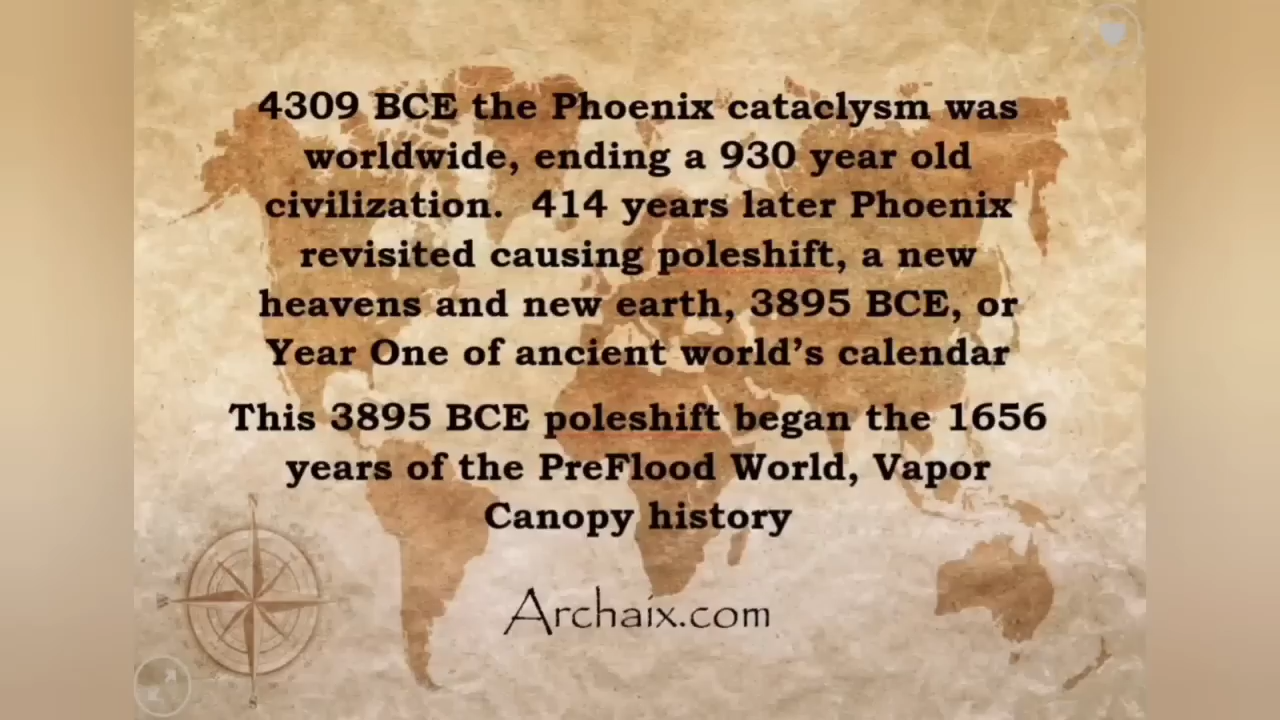 4309 BCE the Phoenix cataclysm was
worldwide, ending a 930 year old
civilization.  414 years later Phoenix
revisited causing poleshift, a new
heavens and new earth, 3895 BCE, or
Year One of ancient world’s calendar
This 3895 BCE poleshift began the 1656
years of the PreFlood World, Vapor
Canopy history
Archaix.com